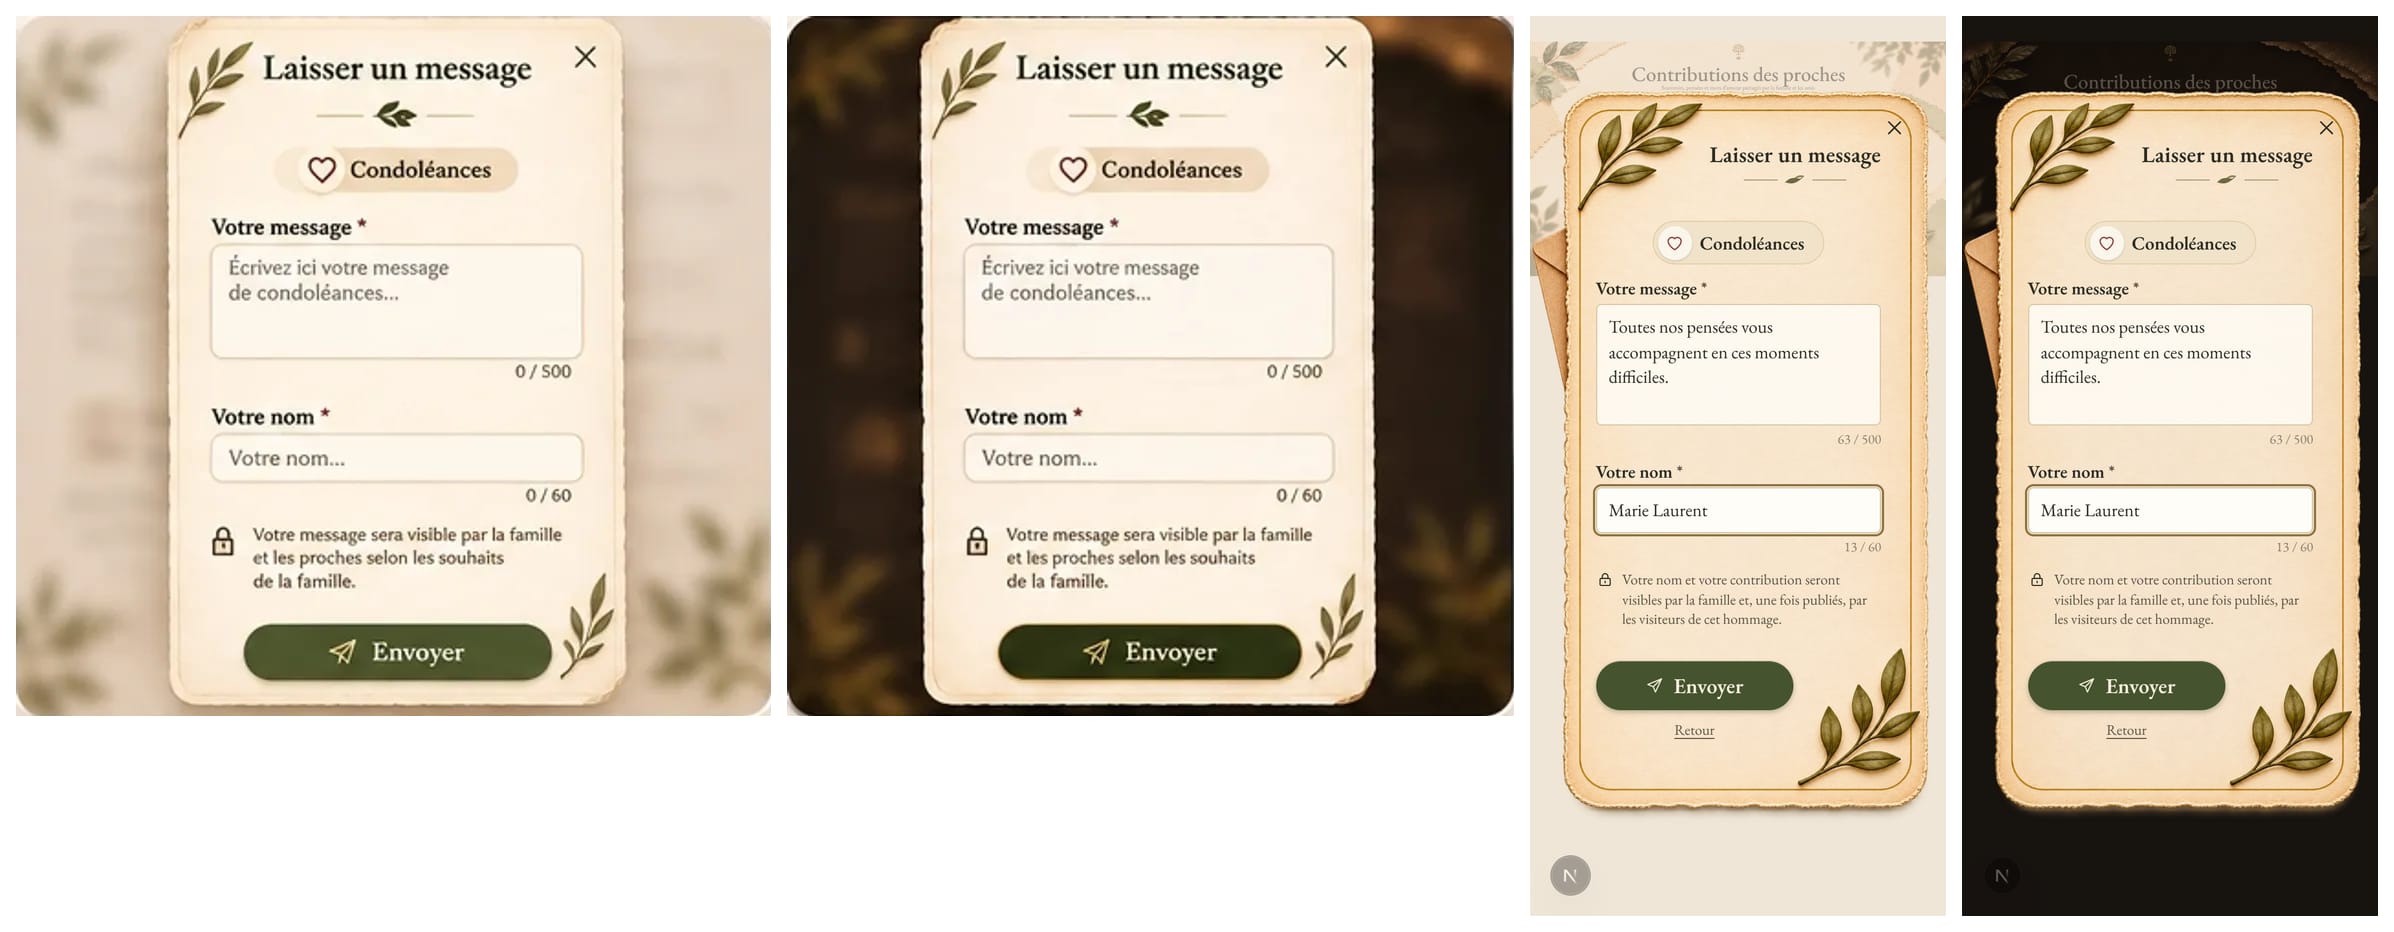 Laisser un message
Condoléances
Votre message *
Écrivez ici votre message
de condoléances...
0 / 500
Votre nom *
Votre nom...
0 / 60
Votre message sera visible par la famille
et les proches selon les souhaits
de la famille.
Envoyer
Laisser un message
Condoléances
Votre message *
Écrivez ici votre message
de condoléances...
0 / 500
Votre nom *
Votre nom...
0 / 60
Votre message sera visible par la famille
et les proches selon les souhaits
de la famille.
Envoyer
Contributions des proches
Laisser un message
Condoléances
Votre message *
Toutes nos pensées vous
accompagnent en ces moments
difficiles.
63 / 500
Votre nom *
Marie Laurent
13 / 60
Votre nom et votre contribution seront
visibles par la famille et, une fois publiés, par
les visiteurs de cet hommage.
Envoyer
Retour
N
Contributions des proches
Laisser un message
Condoléances
Votre message *
Toutes nos pensées vous
accompagnent en ces moments
difficiles.
63 / 500
Votre nom *
Marie Laurent
13 / 60
Votre nom et votre contribution seront
visibles par la famille et, une fois publiés, par
les visiteurs de cet hommage.
Envoyer
Retour
N